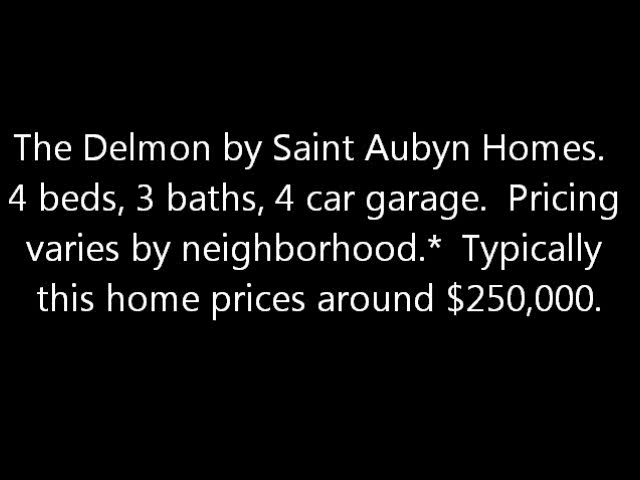 The Delmon by Saint Aubyn Homes.
4 beds, 3 baths, 4 car garage.  Pricing
varies by neighborhood.*  Typically
this home prices around $250,000.